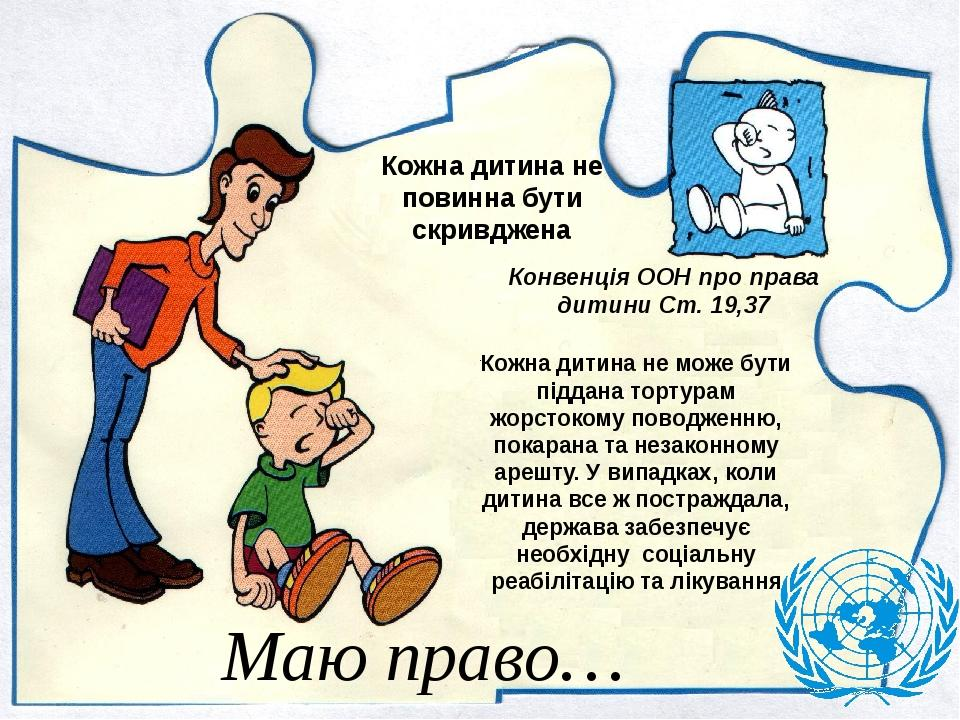 Кожна дитина не
повинна бути
скривджена
Конвенція ООН про права
дитини Ст. 19,37
Кожна дитина не може бути
піддана тортурам
жорстокому поводженню,
покарана та незаконному
арешту. У випадках, коли
дитина все ж постраждала,
держава забезпечує
необхідну соціальну
реабілітацію та лікування
Маю право…